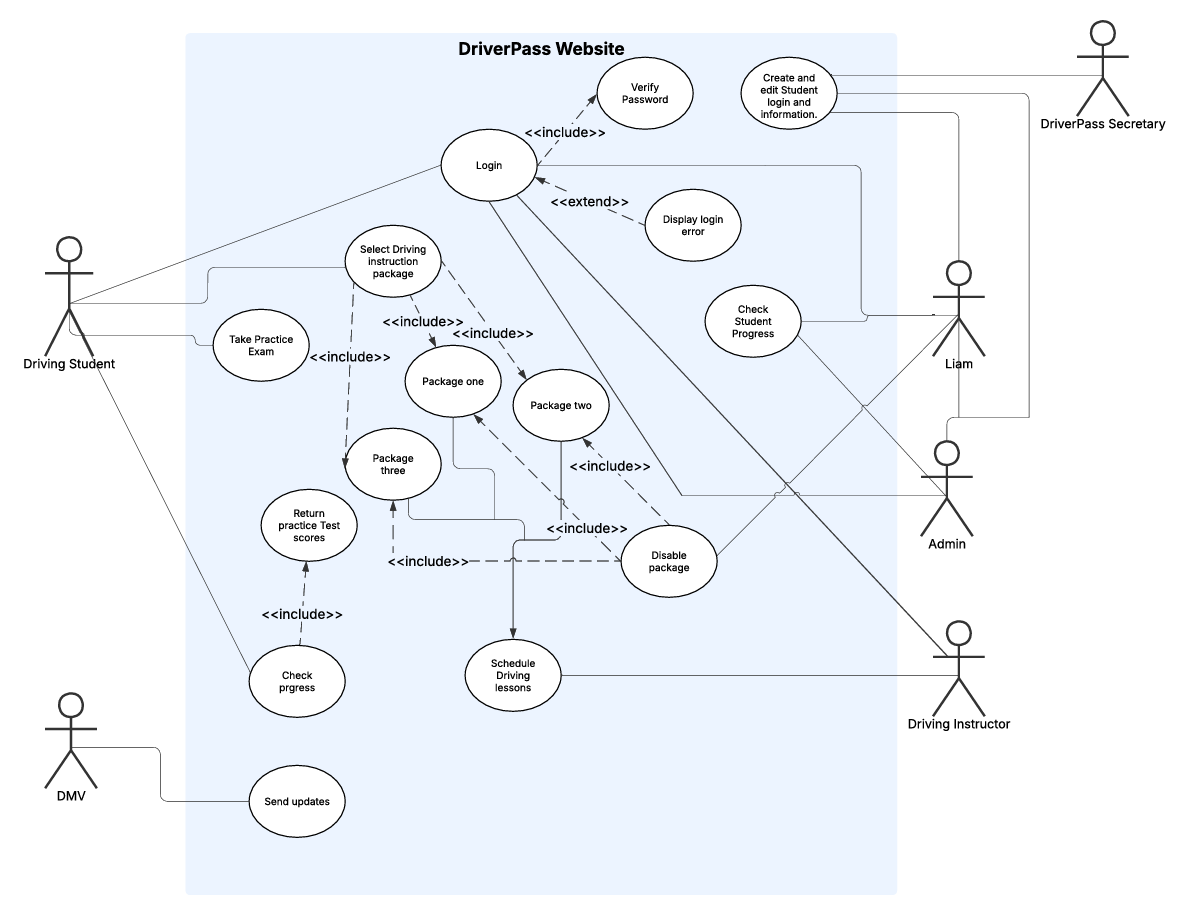 DriverPass Website
Verify
Password
Create and
edit Student
login and
information.
DriverPass Secretary
<<include>>
Login
<<extend>>
Display login
error
Select Driving
instruction
package
Check
Student
Progress
<<include>>
<<include>>
Take Practice
Exam
<<include>>
Driving Student
Liam
Package one
Package two
Package
three
<<include>>
Return
practice Test
scores
<<include>>
Admin
<<include>>
Disable
package
<<include>>
Check
prgress
Schedule
Driving
lessons
Driving Instructor
DMV
Send updates